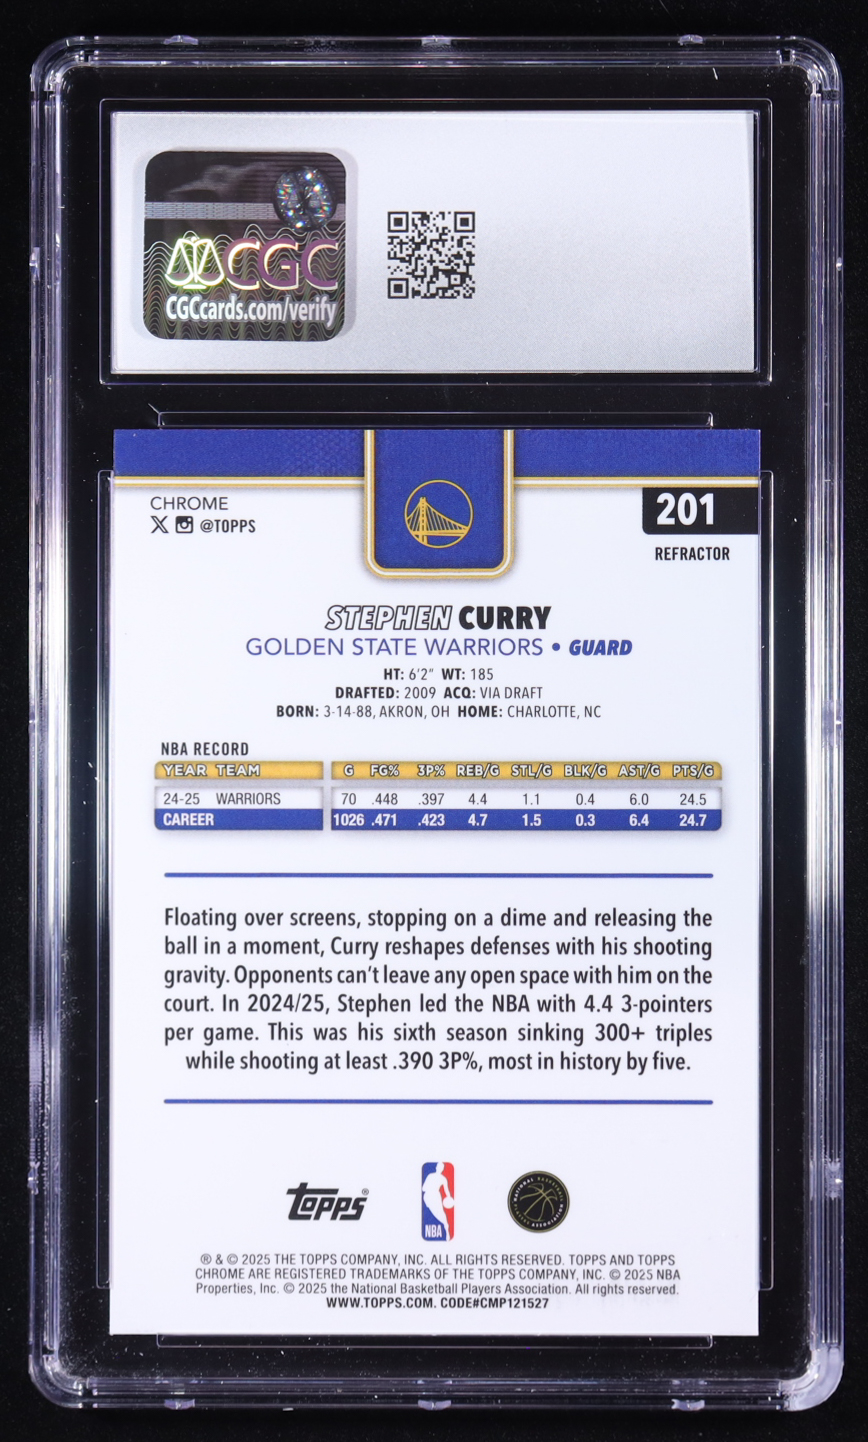 CGC
CGCcards.com/verify
CHROME
@TOPPS
201
REFRACTOR
STEPHEN CURRY
GOLDEN STATE WARRIORS • GUARD
HT: 6'2" WT: 185
DRAFTED: 2009 ACQ: VIA DRAFT
BORN: 3-14-88, AKRON, OH HOME: CHARLOTTE, NC
NBA RECORD
YEAR TEAM G FG% 3P% REB/G STL/G BLK/G AST/G PTS/G
24-25 WARRIORS 70 .448 .397 4.4 1.1 0.4 6.0 24.5
CAREER 1026 .471 .423 4.7 1.5 0.3 6.4 24.7
Floating over screens, stopping on a dime and releasing the
ball in a moment, Curry reshapes defenses with his shooting
gravity. Opponents can't leave any open space with him on the
court. In 2024/25, Stephen led the NBA with 4.4 3-pointers
per game. This was his sixth season sinking 300+ triples
while shooting at least .390 3P%, most in history by five.
Topps®
NBA
NATIONAL BASKETBALL PLAYERS ASSOCIATION
® & © 2025 THE TOPPS COMPANY, INC. ALL RIGHTS RESERVED. TOPPS AND TOPPS
CHROME ARE REGISTERED TRADEMARKS OF THE TOPPS COMPANY, INC. © 2025 NBA
Properties, Inc. © 2025 the National Basketball Players Association. All rights reserved.
WWW.TOPPS.COM. CODE#CMP121527